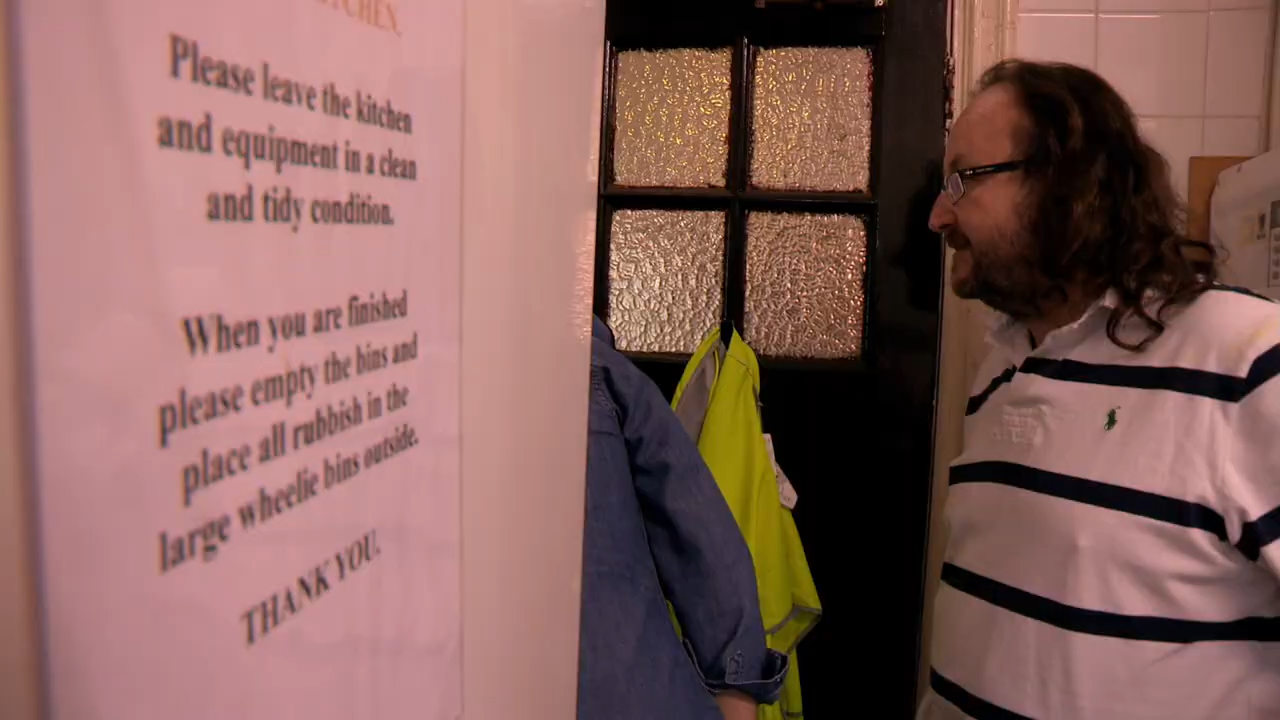 KITCHEN.
Please leave the kitchen
and equipment in a clean
and tidy condition.
When you are finished
please empty the bins and
place all rubbish in the
large wheelie bins outside.
THANK YOU.